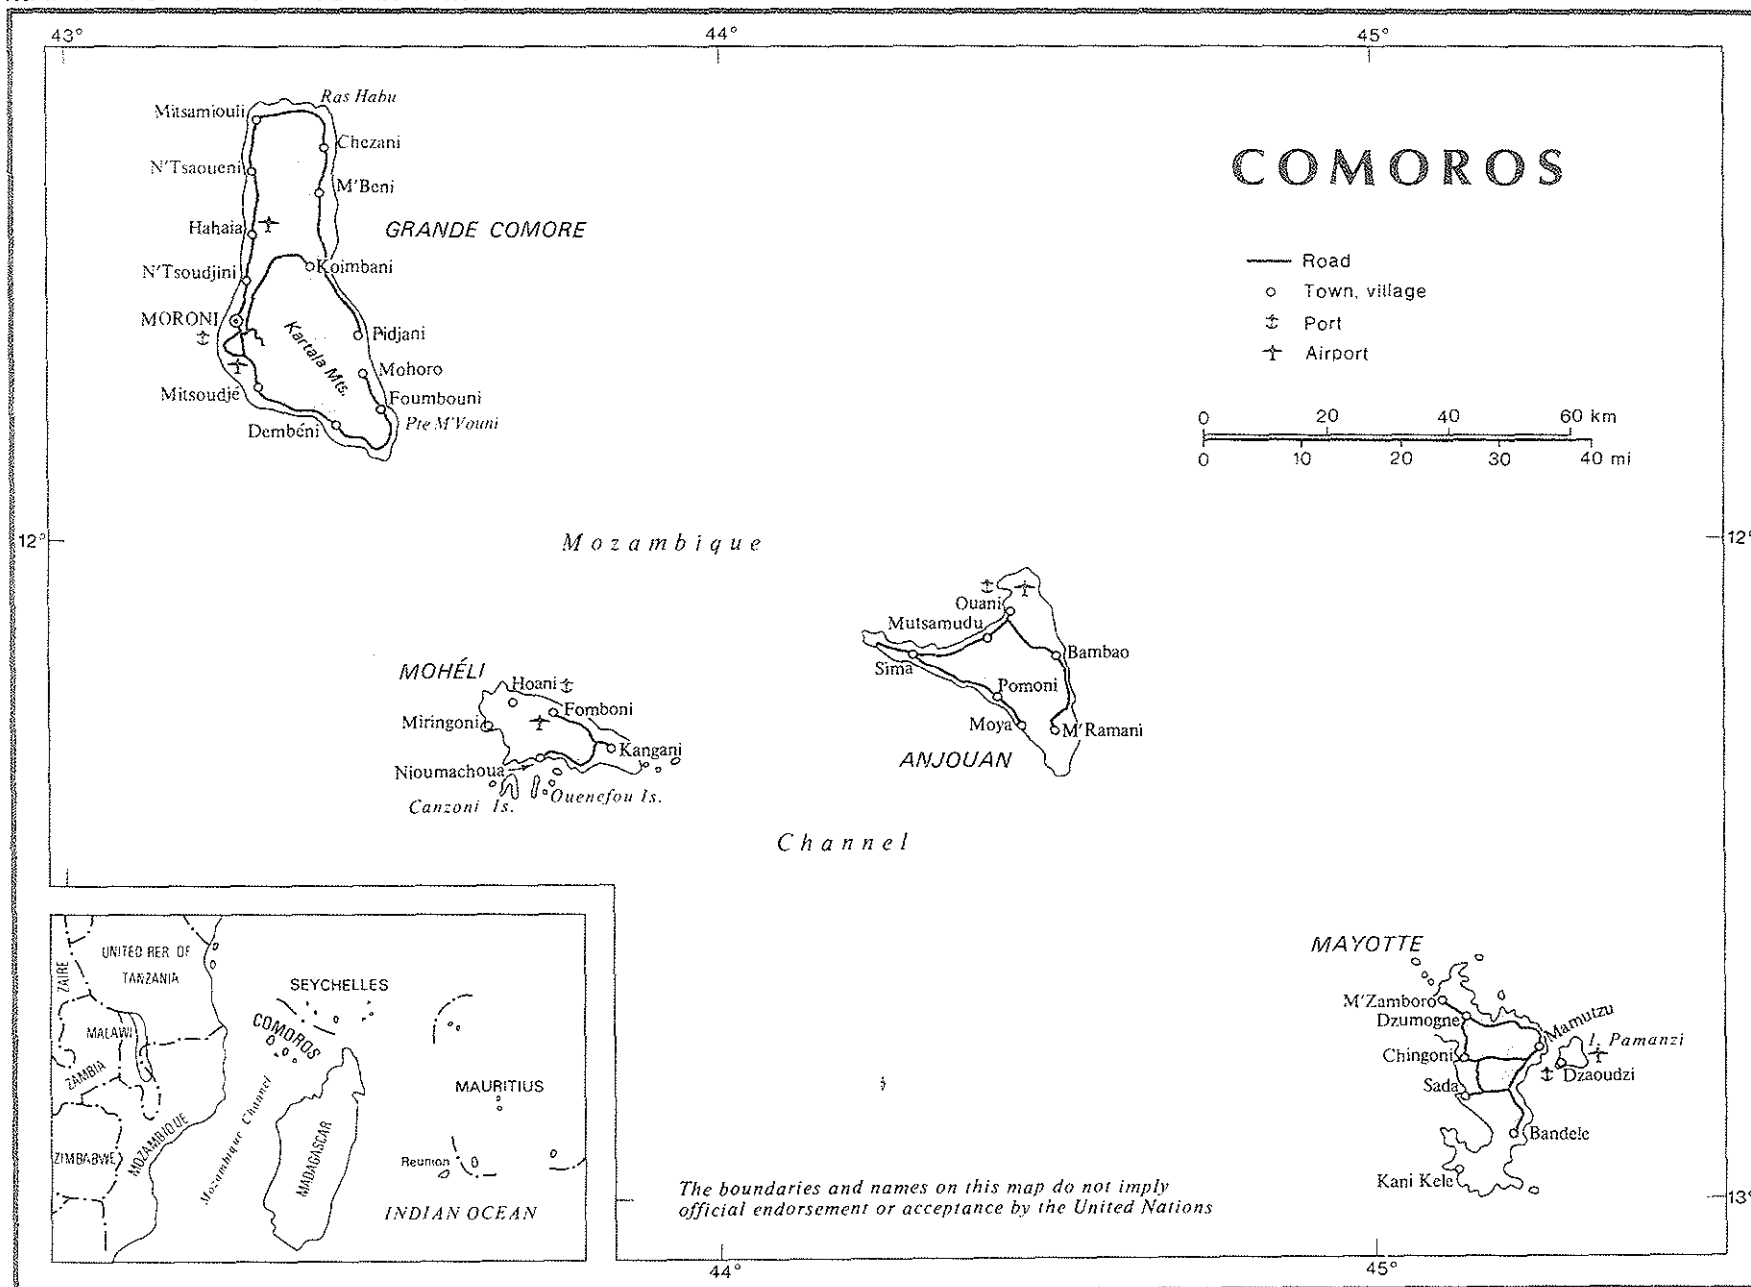 43°
44°
45°
Ras Habu
Mitsamiouli
Chezani
N'Tsaoueni
M'Beni
Hahaia
GRANDE COMORE
N'Tsoudjini
Koimbani
MORONI
Pidjani
Kartala Mts.
Mohoro
Mitsoudjé
Foumbouni
Dembéni
Pte M'Vouni
COMOROS
Road
Town, village
Port
Airport
0 20 40 60 km
0 10 20 30 40 mi
12°
12°
Mozambique
Ouani
Mutsamudu
Bambao
Sima
Pomoni
Moya
M'Ramani
ANJOUAN
MOHÉLI
Hoani
Fomboni
Miringoni
Kangani
Nioumachoua
Canzoni Is.
Ouenefou Is.
Channel
MAYOTTE
M'Zamboro
Dzumogne
Mamutzu
I. Pamanzi
Chingoni
Dzaoudzi
Sada
Bandele
Kani Kele
13°
UNITED REP. OF
TANZANIA
ZAIRE
SEYCHELLES
COMOROS
MALAWI
ZAMBIA
MAURITIUS
Mozambique Channel
MOZAMBIQUE
ZIMBABWE
MADAGASCAR
Reunion
INDIAN OCEAN
The boundaries and names on this map do not imply
official endorsement or acceptance by the United Nations
44°
45°